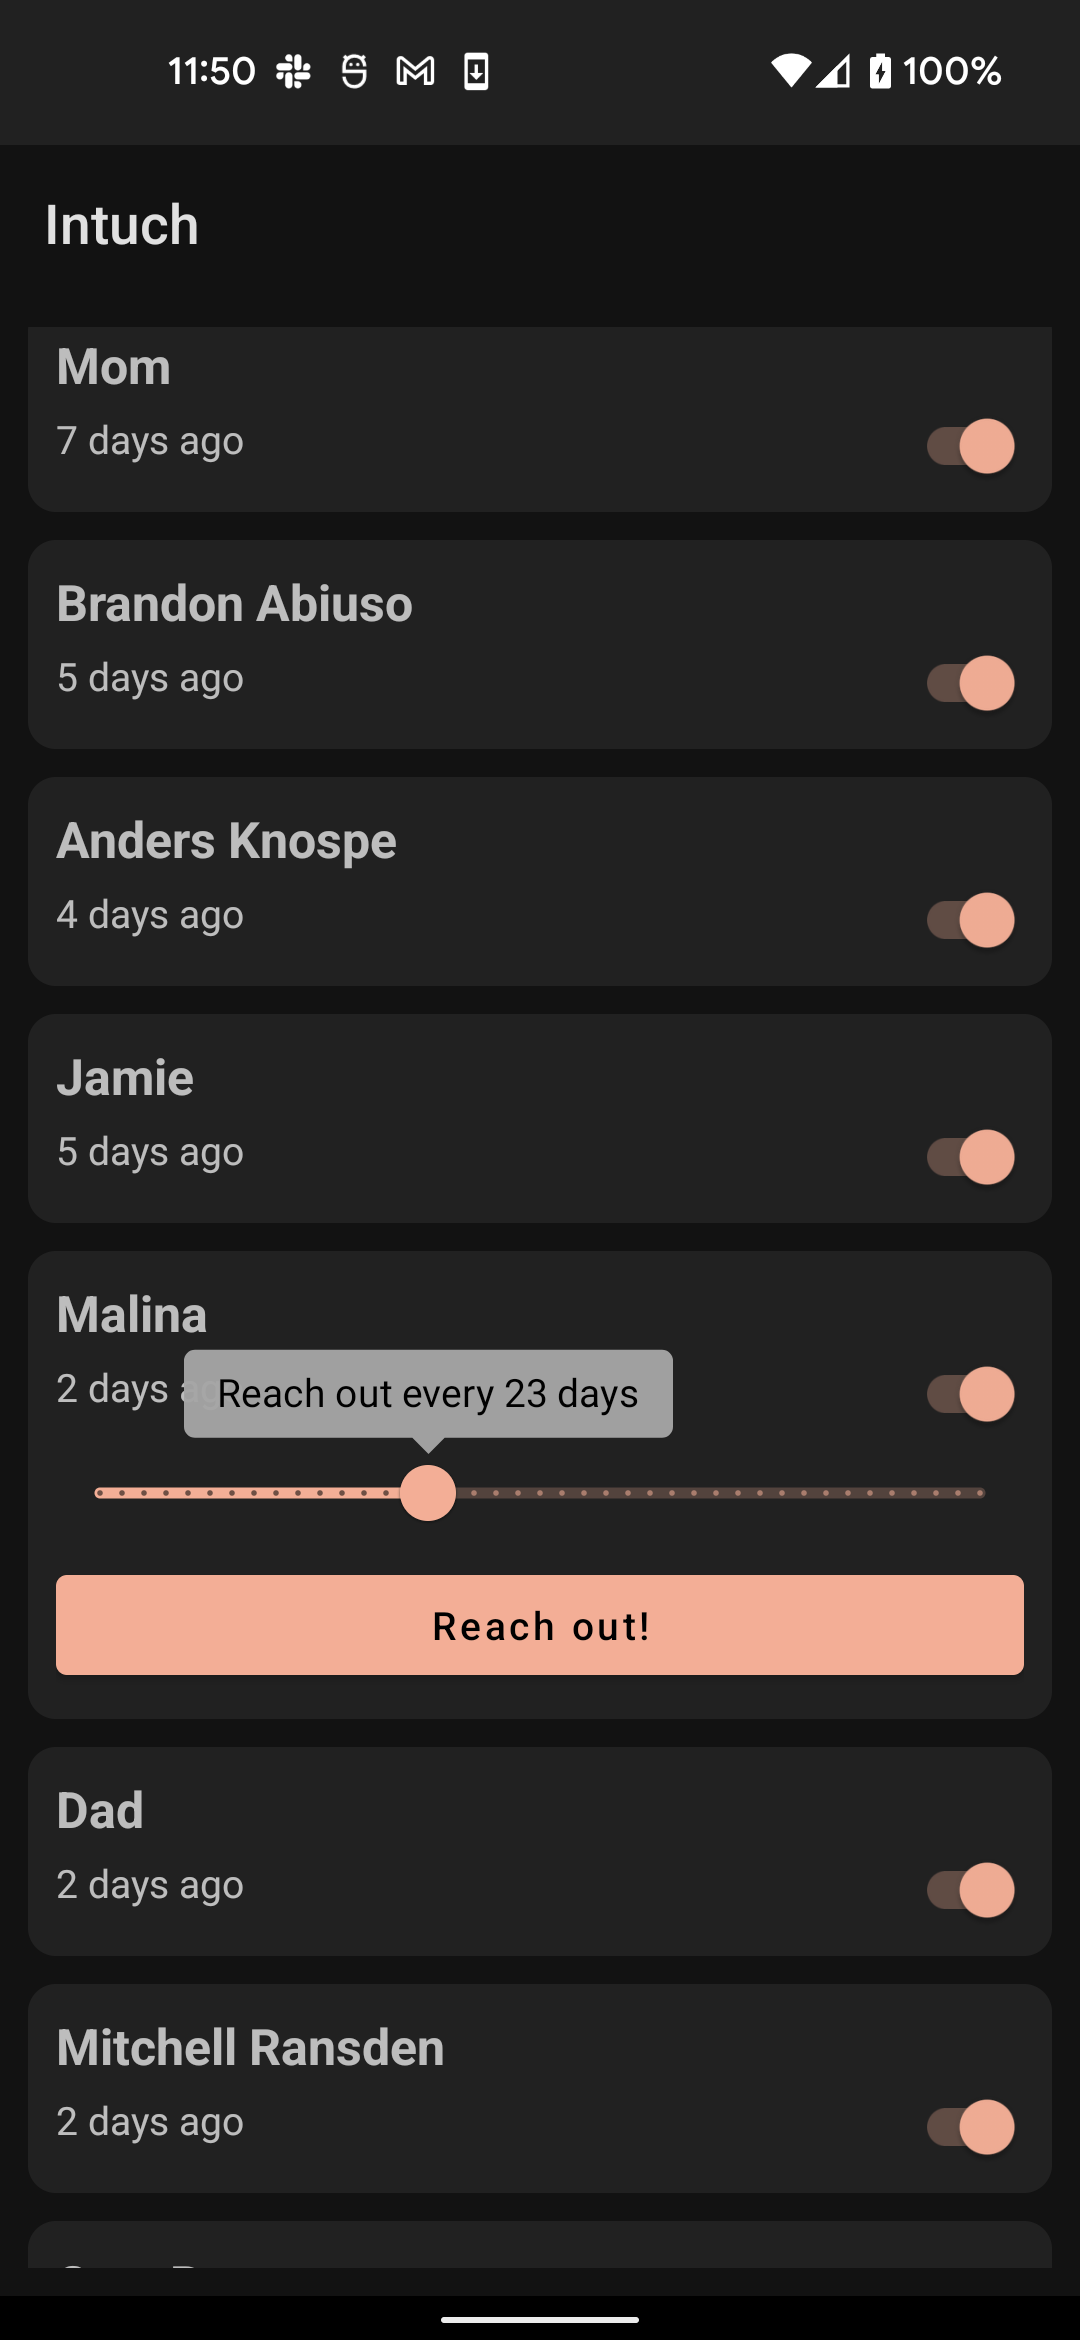 11:50 100%
Intuch
Mom
7 days ago
Brandon Abiuso
5 days ago
Anders Knospe
4 days ago
Jamie
5 days ago
Malina
2 days ag
Reach out every 23 days
Reach out!
Dad
2 days ago
Mitchell Ransden
2 days ago